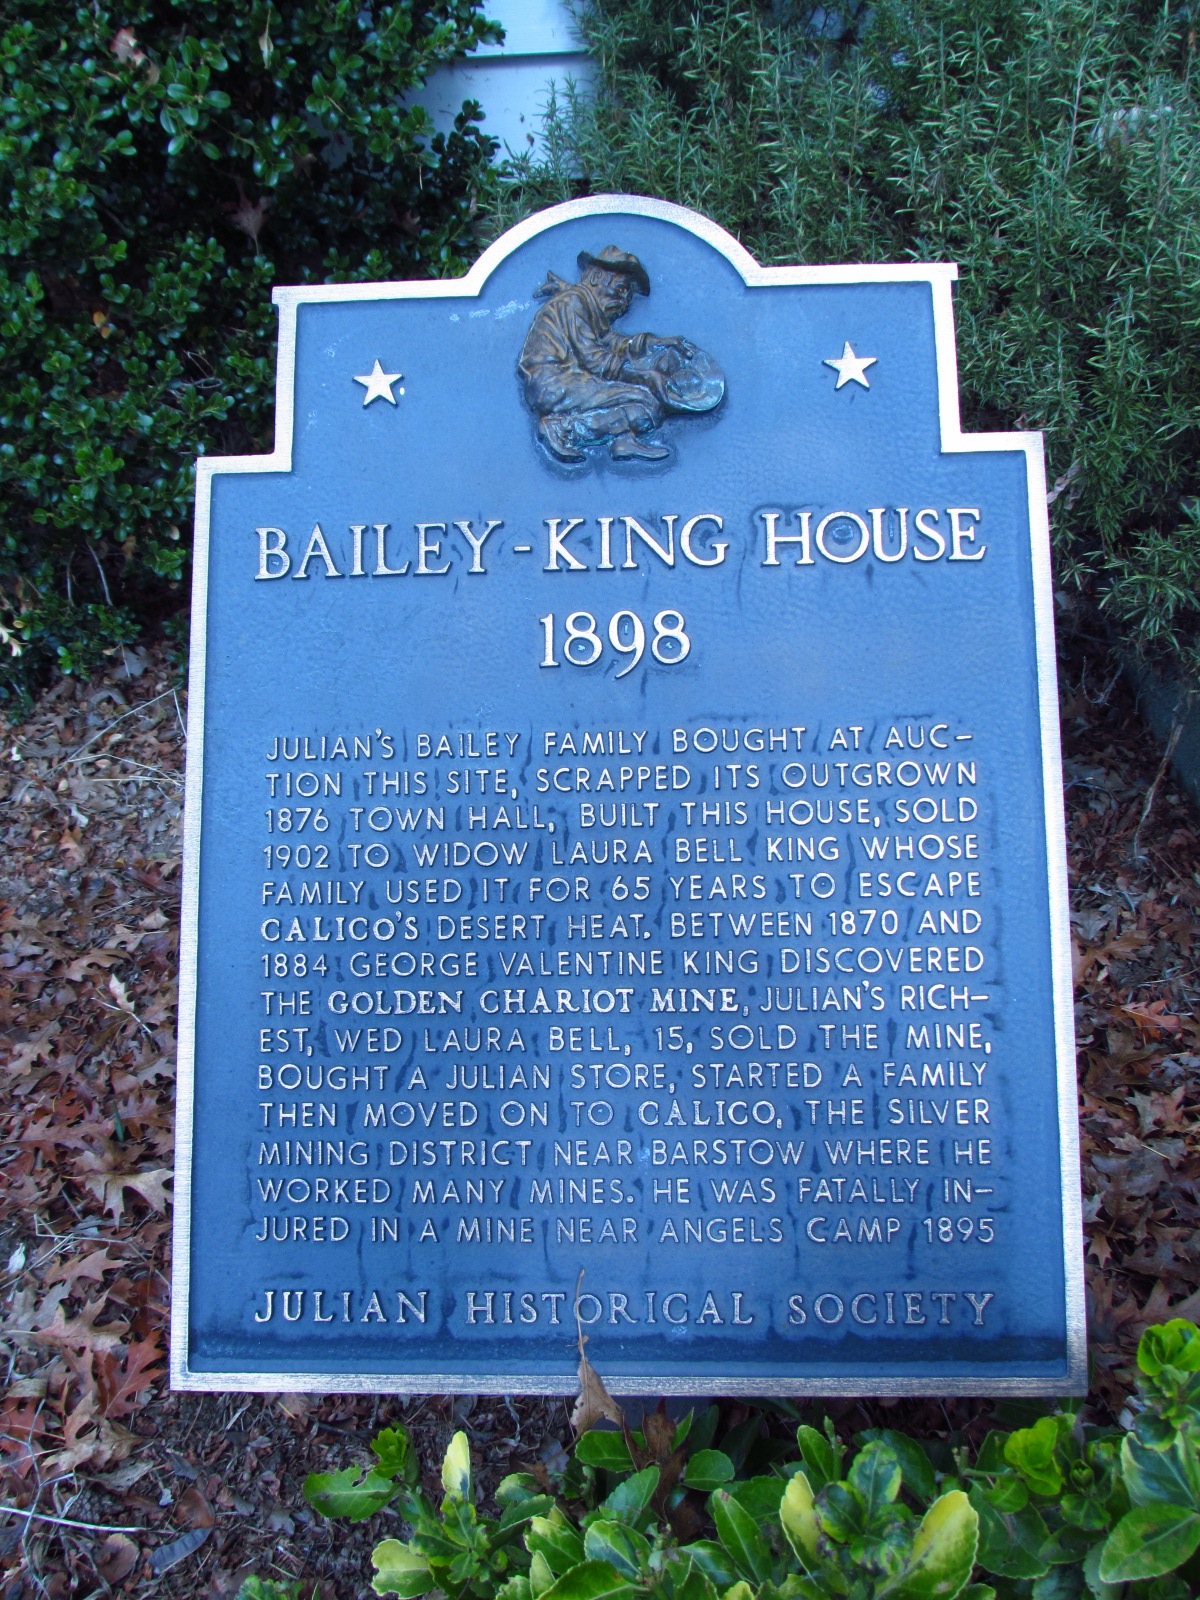 BAILEY-KING HOUSE
1898
JULIAN'S BAILEY FAMILY BOUGHT AT AUC-
TION THIS SITE, SCRAPPED ITS OUTGROWN
1876 TOWN HALL, BUILT THIS HOUSE, SOLD
1902 TO WIDOW LAURA BELL KING WHOSE
FAMILY USED IT FOR 65 YEARS TO ESCAPE
CALICO'S DESERT HEAT. BETWEEN 1870 AND
1884 GEORGE VALENTINE KING DISCOVERED
THE GOLDEN CHARIOT MINE, JULIAN'S RICH-
EST, WED LAURA BELL, 15, SOLD THE MINE,
BOUGHT A JULIAN STORE, STARTED A FAMILY
THEN MOVED ON TO CALICO, THE SILVER
MINING DISTRICT NEAR BARSTOW WHERE HE
WORKED MANY MINES. HE WAS FATALLY IN-
JURED IN A MINE NEAR ANGELS CAMP 1895
JULIAN HISTORICAL SOCIETY